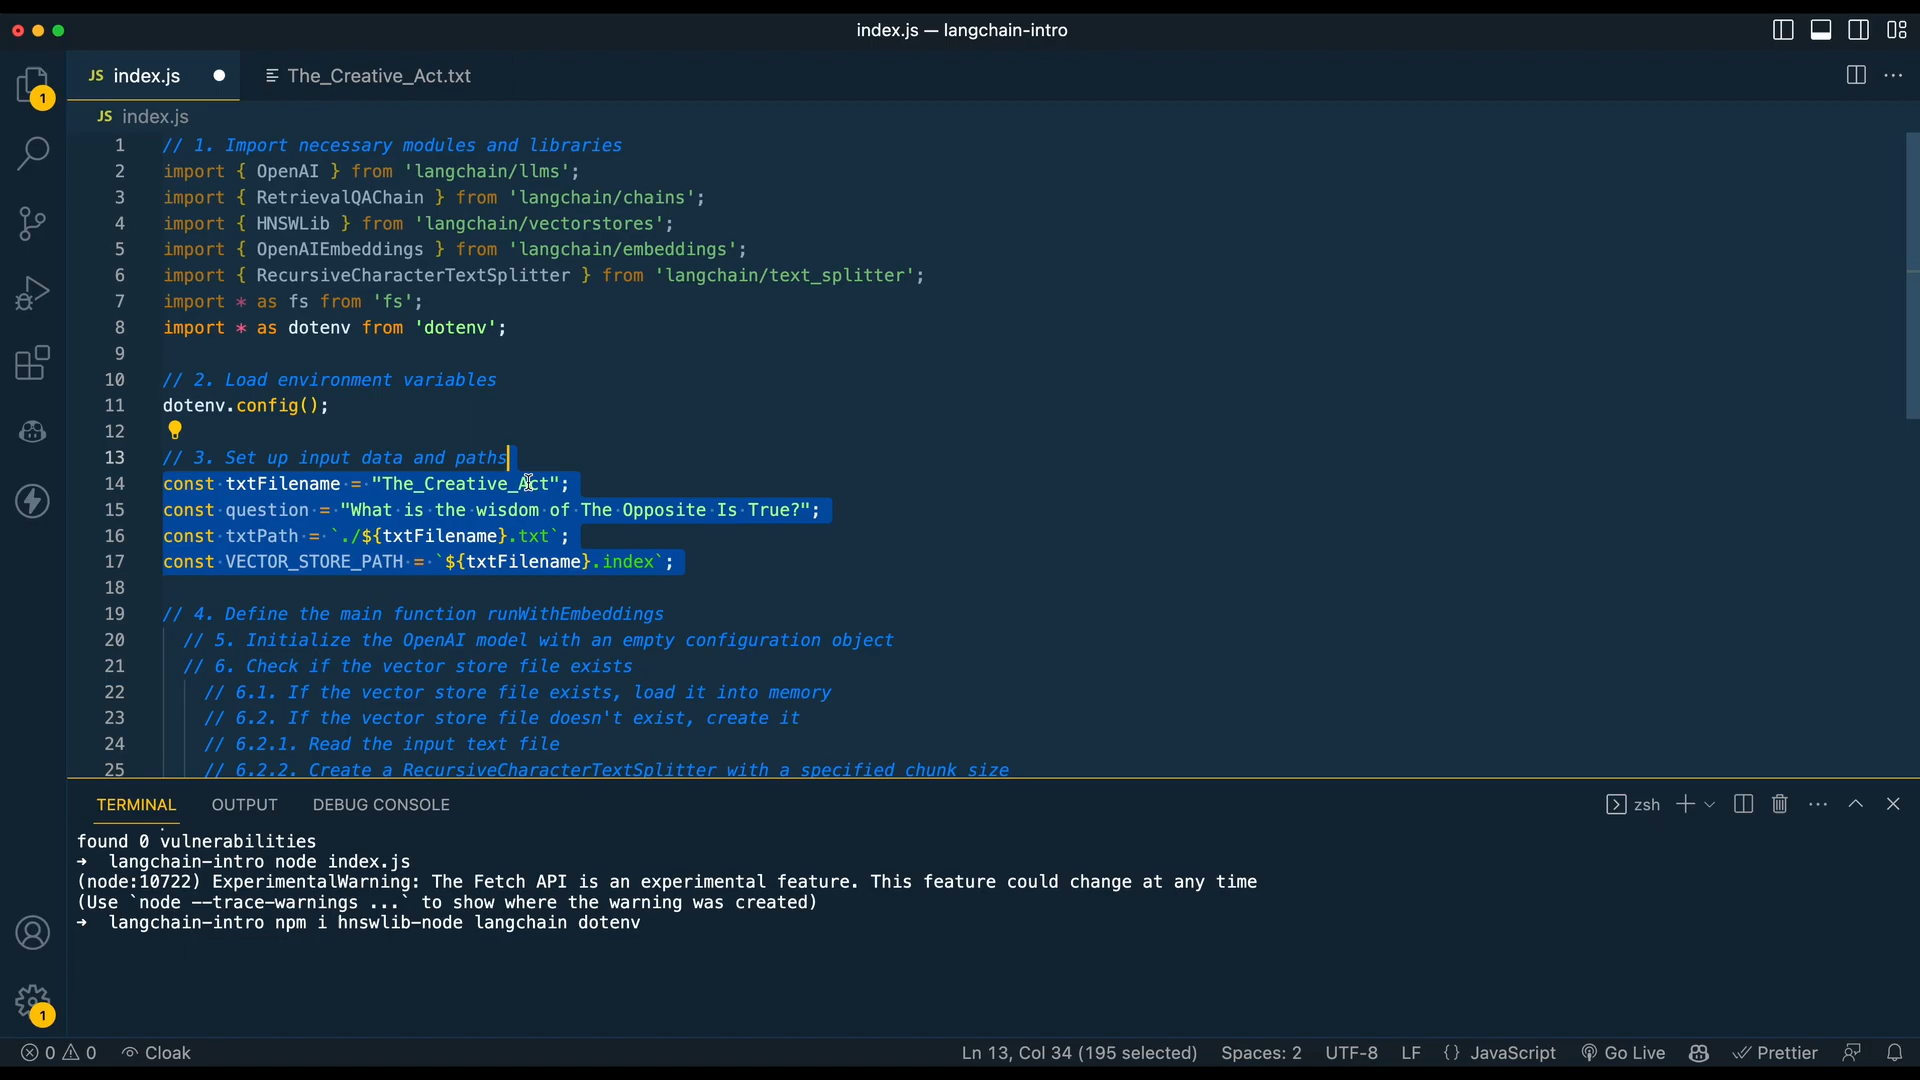 index.js — langchain-intro
JS index.js
The_Creative_Act.txt
JS index.js
1 // 1. Import necessary modules and libraries
2 import { OpenAI } from 'langchain/llms';
3 import { RetrievalQAChain } from 'langchain/chains';
4 import { HNSWLib } from 'langchain/vectorstores';
5 import { OpenAIEmbeddings } from 'langchain/embeddings';
6 import { RecursiveCharacterTextSplitter } from 'langchain/text_splitter';
7 import * as fs from 'fs';
8 import * as dotenv from 'dotenv';
9
10 // 2. Load environment variables
11 dotenv.config();
12
13 // 3. Set up input data and paths
14 const txtFilename = "The_Creative_Act";
15 const question = "What is the wisdom of The Opposite Is True?";
16 const txtPath = `./${txtFilename}.txt`;
17 const VECTOR_STORE_PATH = `${txtFilename}.index`;
18
19 // 4. Define the main function runWithEmbeddings
20 // 5. Initialize the OpenAI model with an empty configuration object
21 // 6. Check if the vector store file exists
22 // 6.1. If the vector store file exists, load it into memory
23 // 6.2. If the vector store file doesn't exist, create it
24 // 6.2.1. Read the input text file
25 // 6.2.2. Create a RecursiveCharacterTextSplitter with a specified chunk size
1
1
TERMINAL OUTPUT DEBUG CONSOLE
zsh
found 0 vulnerabilities
➜ langchain-intro node index.js
(node:10722) ExperimentalWarning: The Fetch API is an experimental feature. This feature could change at any time
(Use `node --trace-warnings ...` to show where the warning was created)
➜ langchain-intro npm i hnswlib-node langchain dotenv
0 0 Cloak
Ln 13, Col 34 (195 selected) Spaces: 2 UTF-8 LF {} JavaScript Go Live Prettier